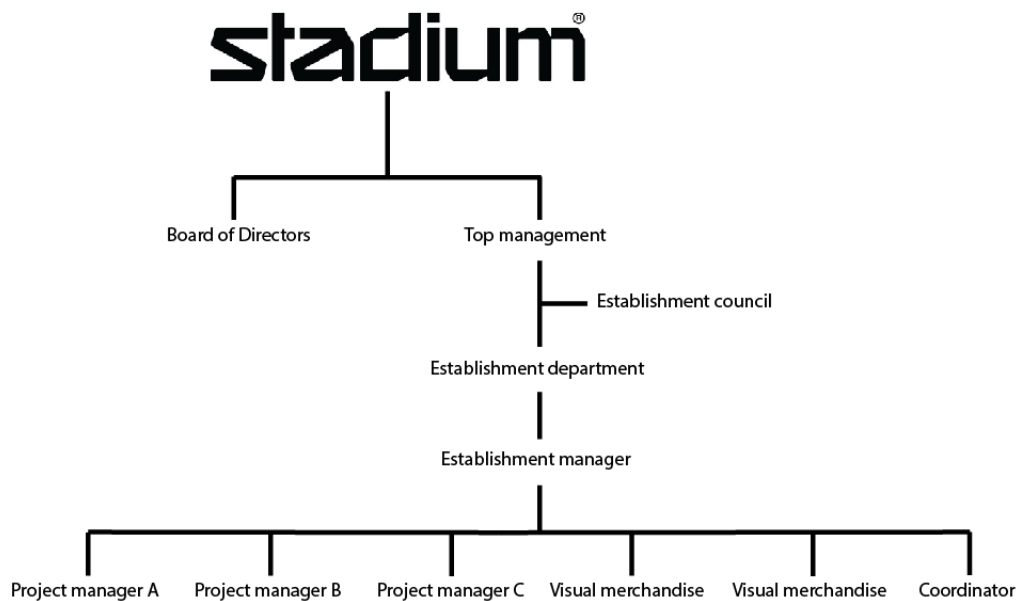 stadium®
Board of Directors
Top management
Establishment council
Establishment department
Establishment manager
Project manager A
Project manager B
Project manager C
Visual merchandise
Visual merchandise
Coordinator